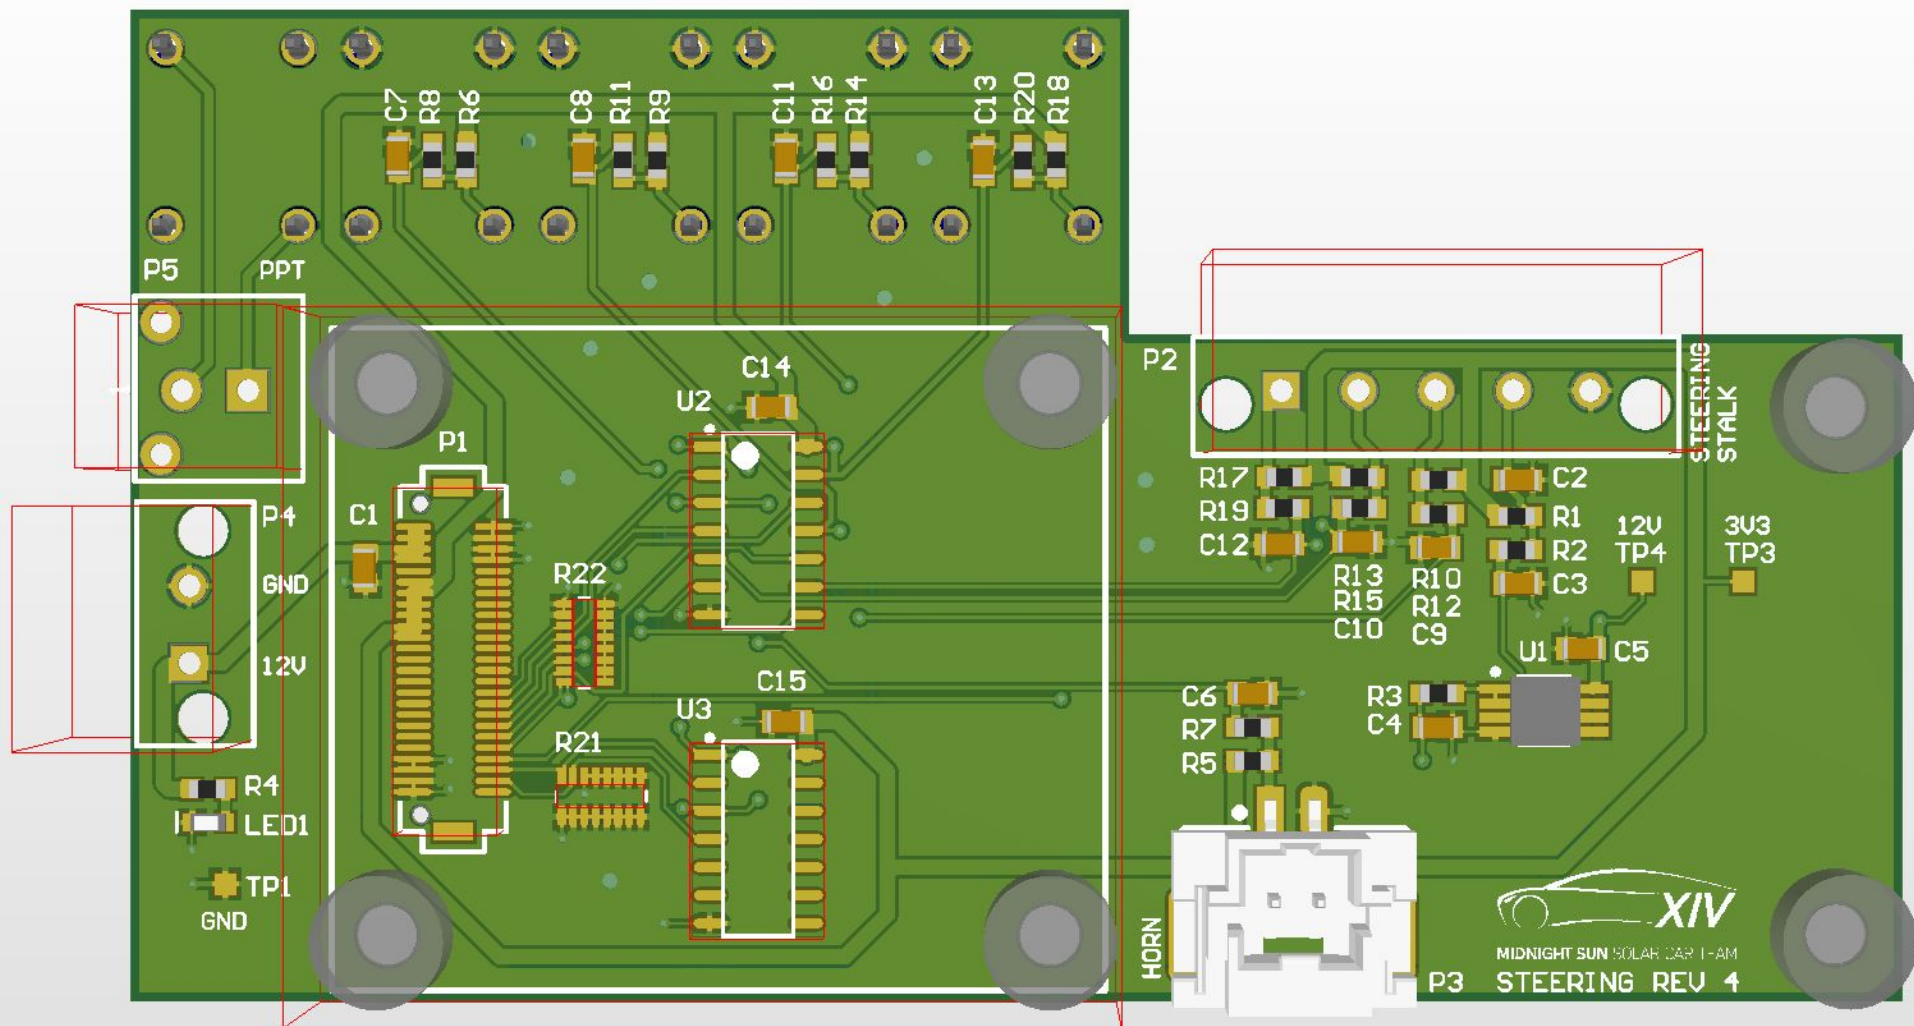 C7
R8
R6
C8
R11
R9
C11
R16
R14
C13
R20
R18
P5
PPT
P2
STEERING
STALK
C14
U2
P1
R17
R19
C12
C2
R1
R2
C3
P4
GND
12V
C1
R22
R13
R15
C10
R10
R12
C9
12V
TP4
3V3
TP3
U1
C5
C15
U3
R21
C6
R7
R5
R3
C4
R4
LED1
TP1
GND
HORN
P3
XIV
MIDNIGHT SUN SOLAR CAR TEAM
STEERING REV 4